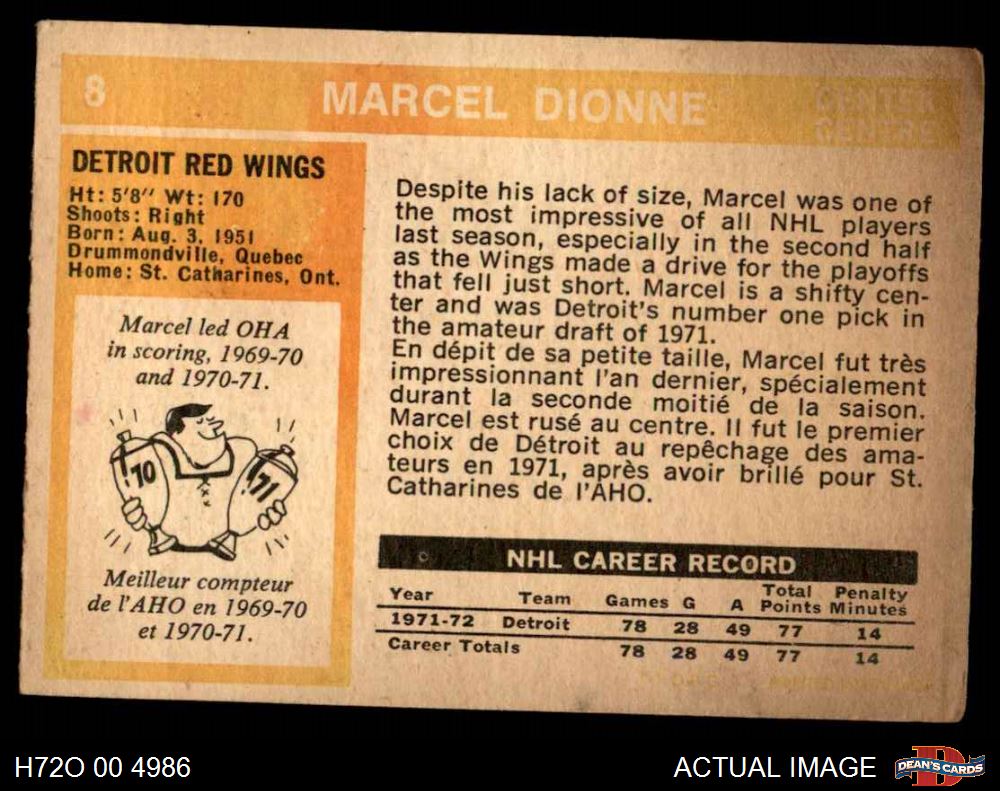 8
MARCEL DIONNE
CENTER
CENTRE
DETROIT RED WINGS
Ht: 5'8'' Wt: 170
Shoots: Right
Born: Aug. 3, 1951
Drummondville, Quebec
Home: St. Catharines, Ont.
Marcel led OHA
in scoring, 1969-70
and 1970-71.
70
71
Meilleur compteur
de l'AHO en 1969-70
et 1970-71.
Despite his lack of size, Marcel was one of
the most impressive of all NHL players
last season, especially in the second half
as the Wings made a drive for the playoffs
that fell just short. Marcel is a shifty cen-
ter and was Detroit's number one pick in
the amateur draft of 1971.
En dépit de sa petite taille, Marcel fut très
impressionnant l'an dernier, spécialement
durant la seconde moitié de la saison.
Marcel est rusé au centre. Il fut le premier
choix de Détroit au repêchage des ama-
teurs en 1971, après avoir brillé pour St.
Catharines de l'AHO.
NHL CAREER RECORD
Year Team Games G A Total Points Penalty Minutes
1971-72 Detroit 78 28 49 77 14
Career Totals 78 28 49 77 14
H72O 00 4986
ACTUAL IMAGE
DEAN'S CARDS